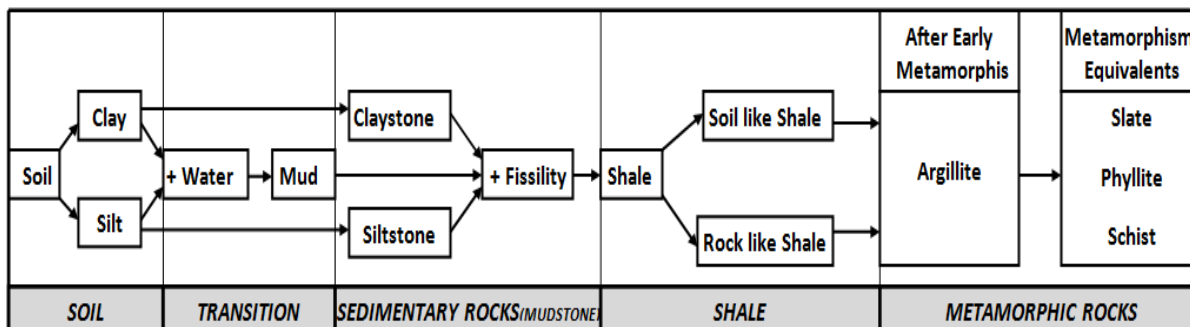 After Early
Metamorphis
Metamorphism
Equivalents
Clay
Claystone
Soil like Shale
Slate
Soil
+ Water
Mud
+ Fissility
Shale
Argillite
Phyllite
Silt
Siltstone
Rock like Shale
Schist
SOIL
TRANSITION
SEDIMENTARY ROCKS(MUDSTONE)
SHALE
METAMORPHIC ROCKS